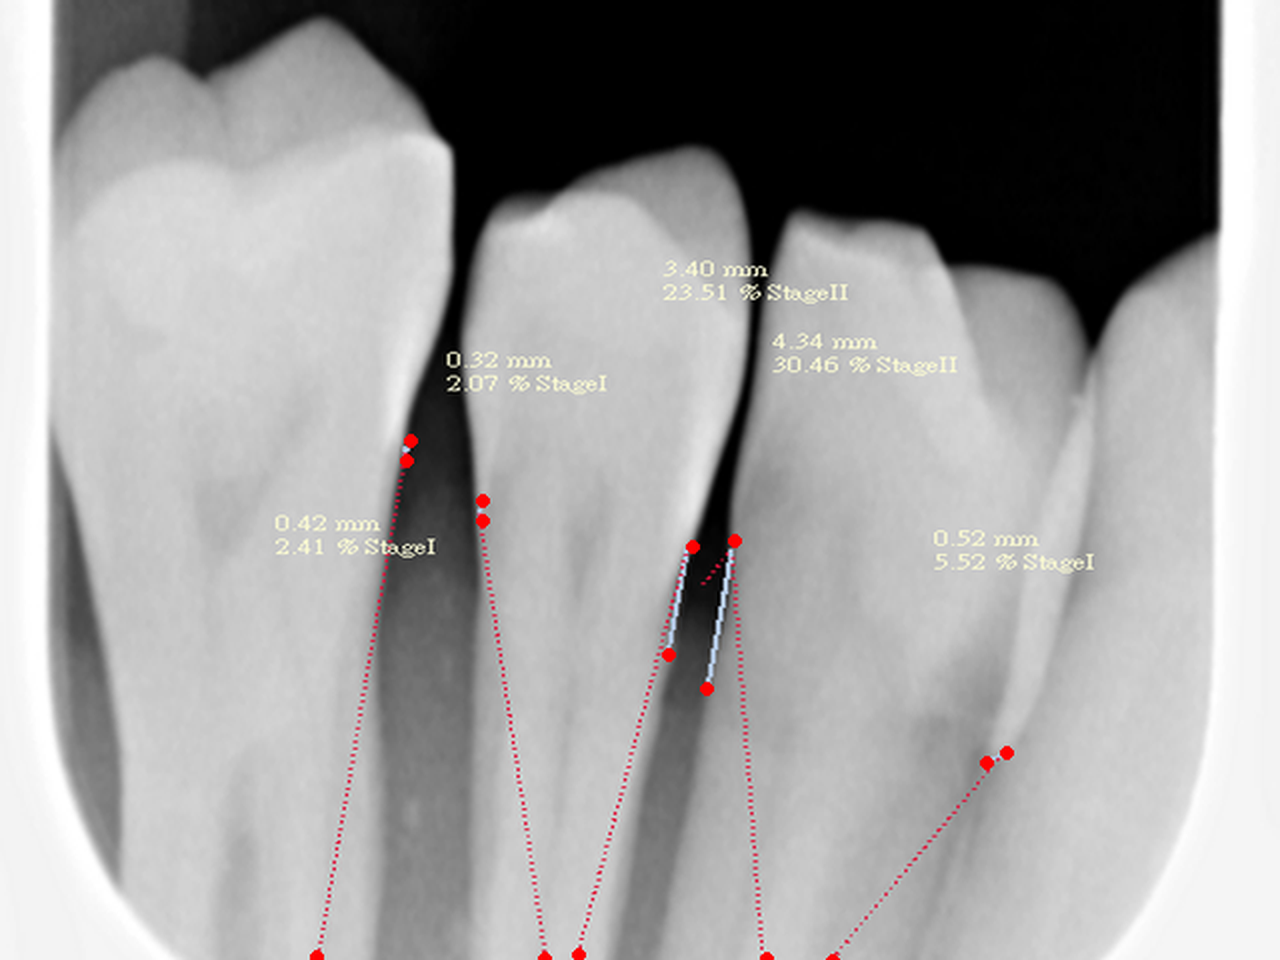 3.40 mm
23.51 % StageII
4.34 mm
30.46 % StageII
0.32 mm
2.07 % StageI
0.42 mm
2.41 % StageI
0.52 mm
5.52 % StageI